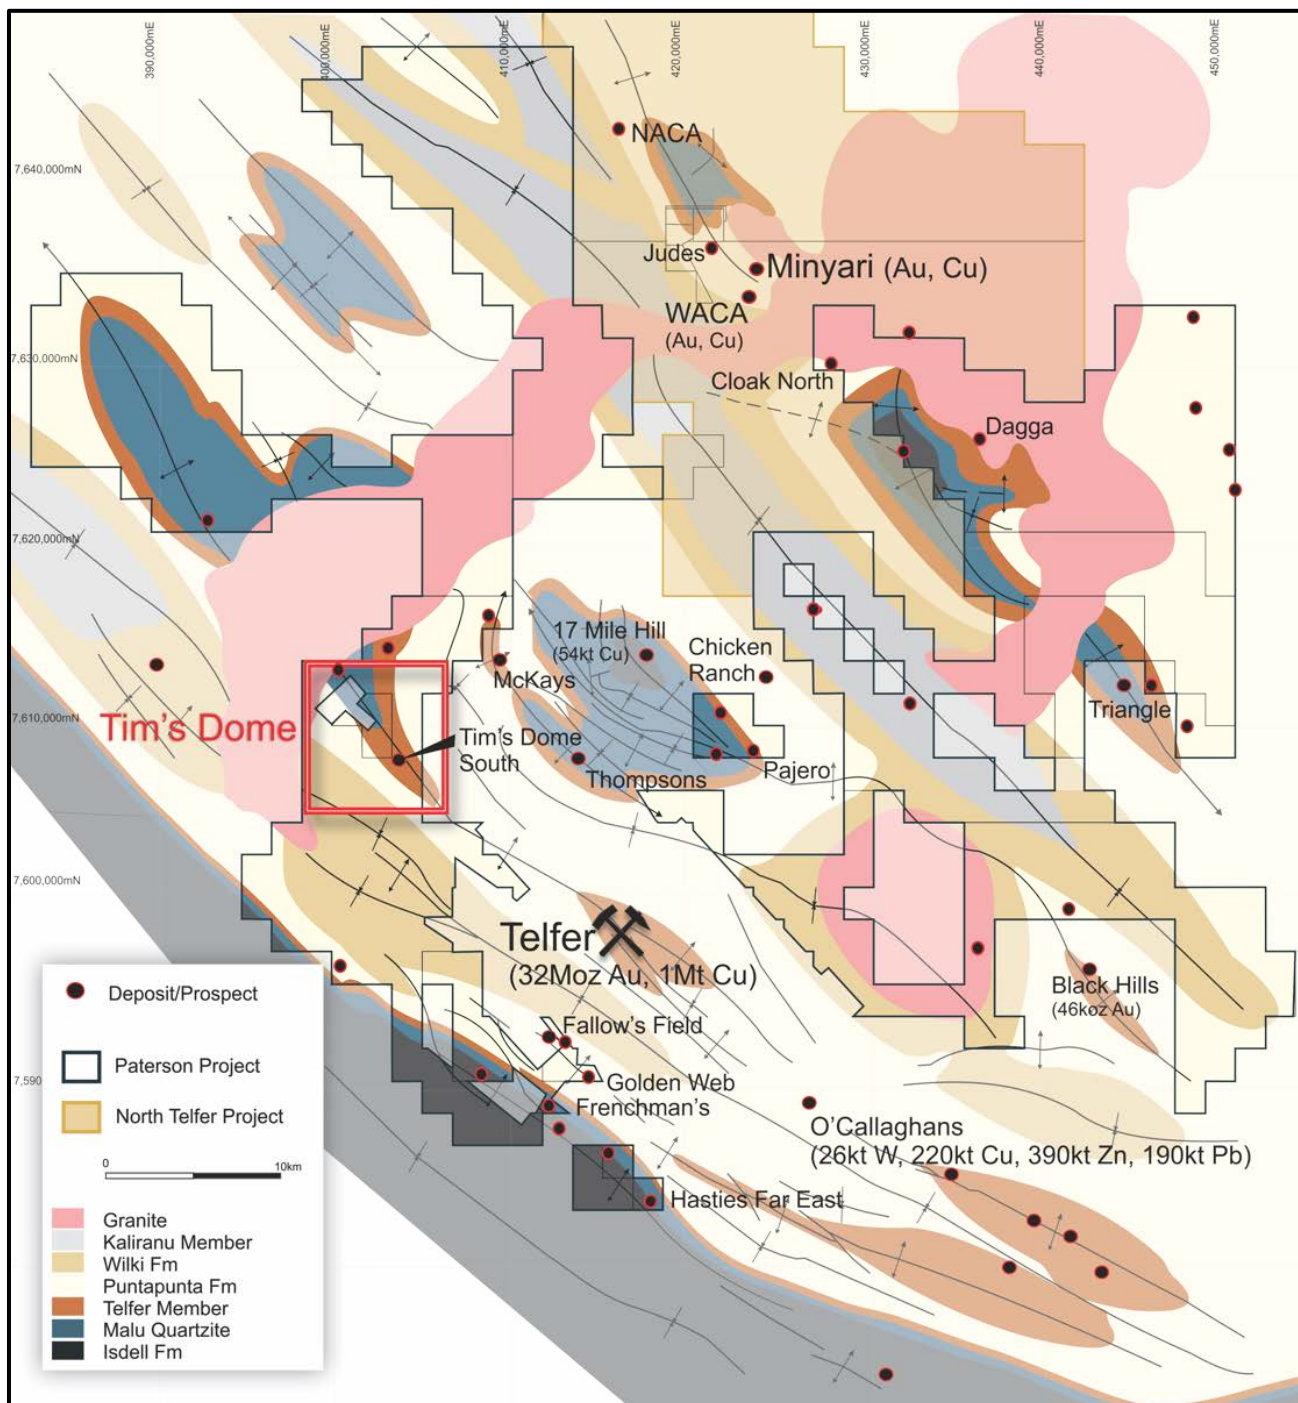 390,000mE
400,000mE
410,000mE
420,000mE
430,000mE
440,000mE
450,000mE
7,640,000mN
7,630,000mN
7,620,000mN
7,610,000mN
7,600,000mN
7,590
NACA
Judes
Minyari (Au, Cu)
WACA
(Au, Cu)
Cloak North
Dagga
17 Mile Hill
(54kt Cu)
Chicken
Ranch
McKays
Triangle
Tim's Dome
Tim's Dome
South
Thompsons
Pajero
Telfer
(32Moz Au, 1Mt Cu)
Black Hills
(46koz Au)
Fallow's Field
Golden Web
Frenchman's
O'Callaghans
(26kt W, 220kt Cu, 390kt Zn, 190kt Pb)
Hasties Far East
Deposit/Prospect
Paterson Project
North Telfer Project
0 10km
Granite
Kaliranu Member
Wilki Fm
Puntapunta Fm
Telfer Member
Malu Quartzite
Isdell Fm